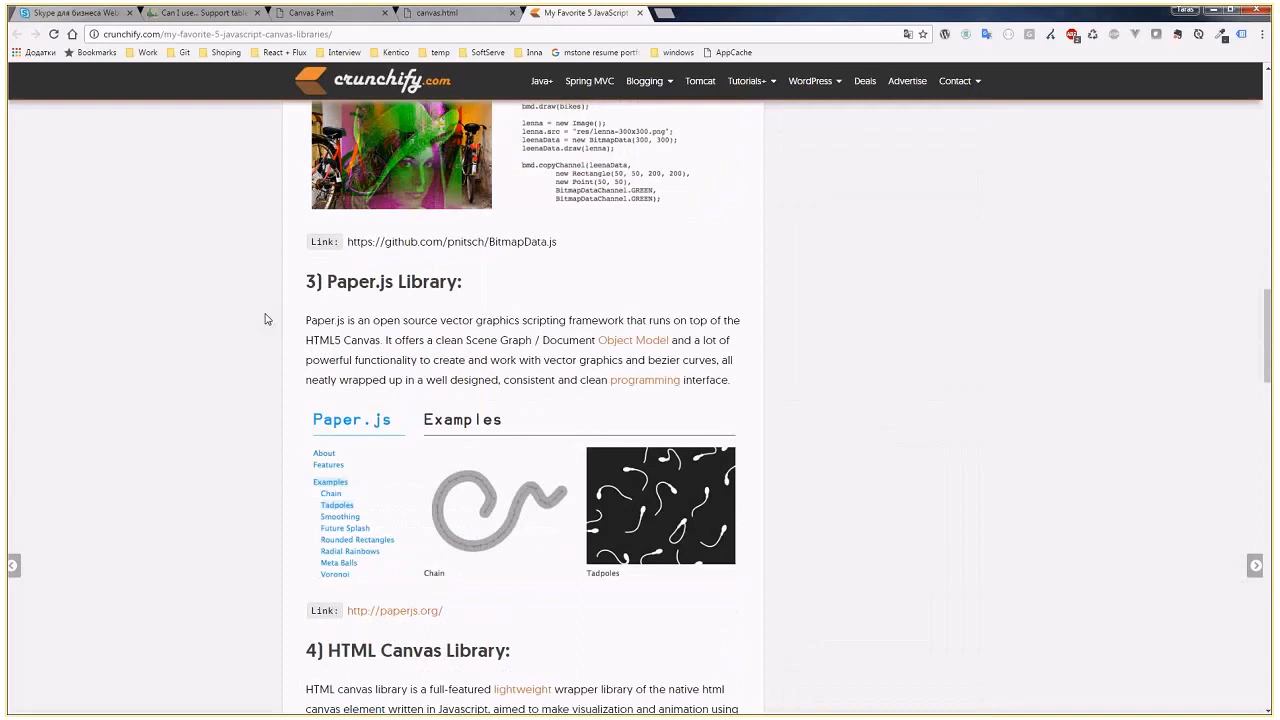 Skype для бизнеса Web
Can I use... Support table
Canvas Paint
canvas.html
My Favorite 5 JavaScript
Taras
crunchify.com/my-favorite-5-javascript-canvas-libraries/
Додатки
Bookmarks
Work
Git
Shoping
React + Flux
Interview
Kentico
temp
SoftServe
Inna
mstone resume portf
windows
AppCache
crunchify.com
Java+
Spring MVC
Blogging
Tomcat
Tutorials+
WordPress
Deals
Advertise
Contact
bmd.draw(bikes);
lenna = new Image();
lenna.src = "res/lenna-300x300.png";
leenaData = new BitmapData(300, 300);
leenaData.draw(lenna);
bmd.copyChannel(leenaData,
new Rectangle(50, 50, 200, 200),
new Point(50, 50),
BitmapDataChannel.GREEN,
BitmapDataChannel.GREEN);
Link: https://github.com/pnitsch/BitmapData.js
3) Paper.js Library:
Paper.js is an open source vector graphics scripting framework that runs on top of the
HTML5 Canvas. It offers a clean Scene Graph / Document Object Model and a lot of
powerful functionality to create and work with vector graphics and bezier curves, all
neatly wrapped up in a well designed, consistent and clean programming interface.
Paper.js
Examples
About
Features
Examples
Chain
Tadpoles
Smoothing
Future Splash
Rounded Rectangles
Radial Rainbows
Meta Balls
Voronoi
Chain
Tadpoles
Link: http://paperjs.org/
4) HTML Canvas Library:
HTML canvas library is a full-featured lightweight wrapper library of the native html
canvas element written in Javascript, aimed to make visualization and animation using